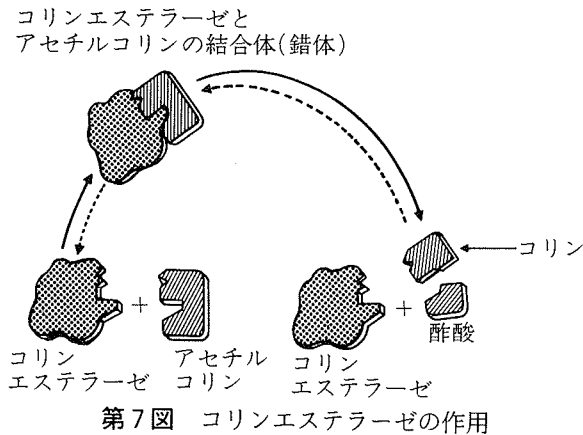 コリンエステラーゼと
アセチルコリンの結合体(錯体)
コリン
酢酸
コリン
エステラーゼ
アセチル
コリン
コリン
エステラーゼ
第7図 コリンエステラーゼの作用